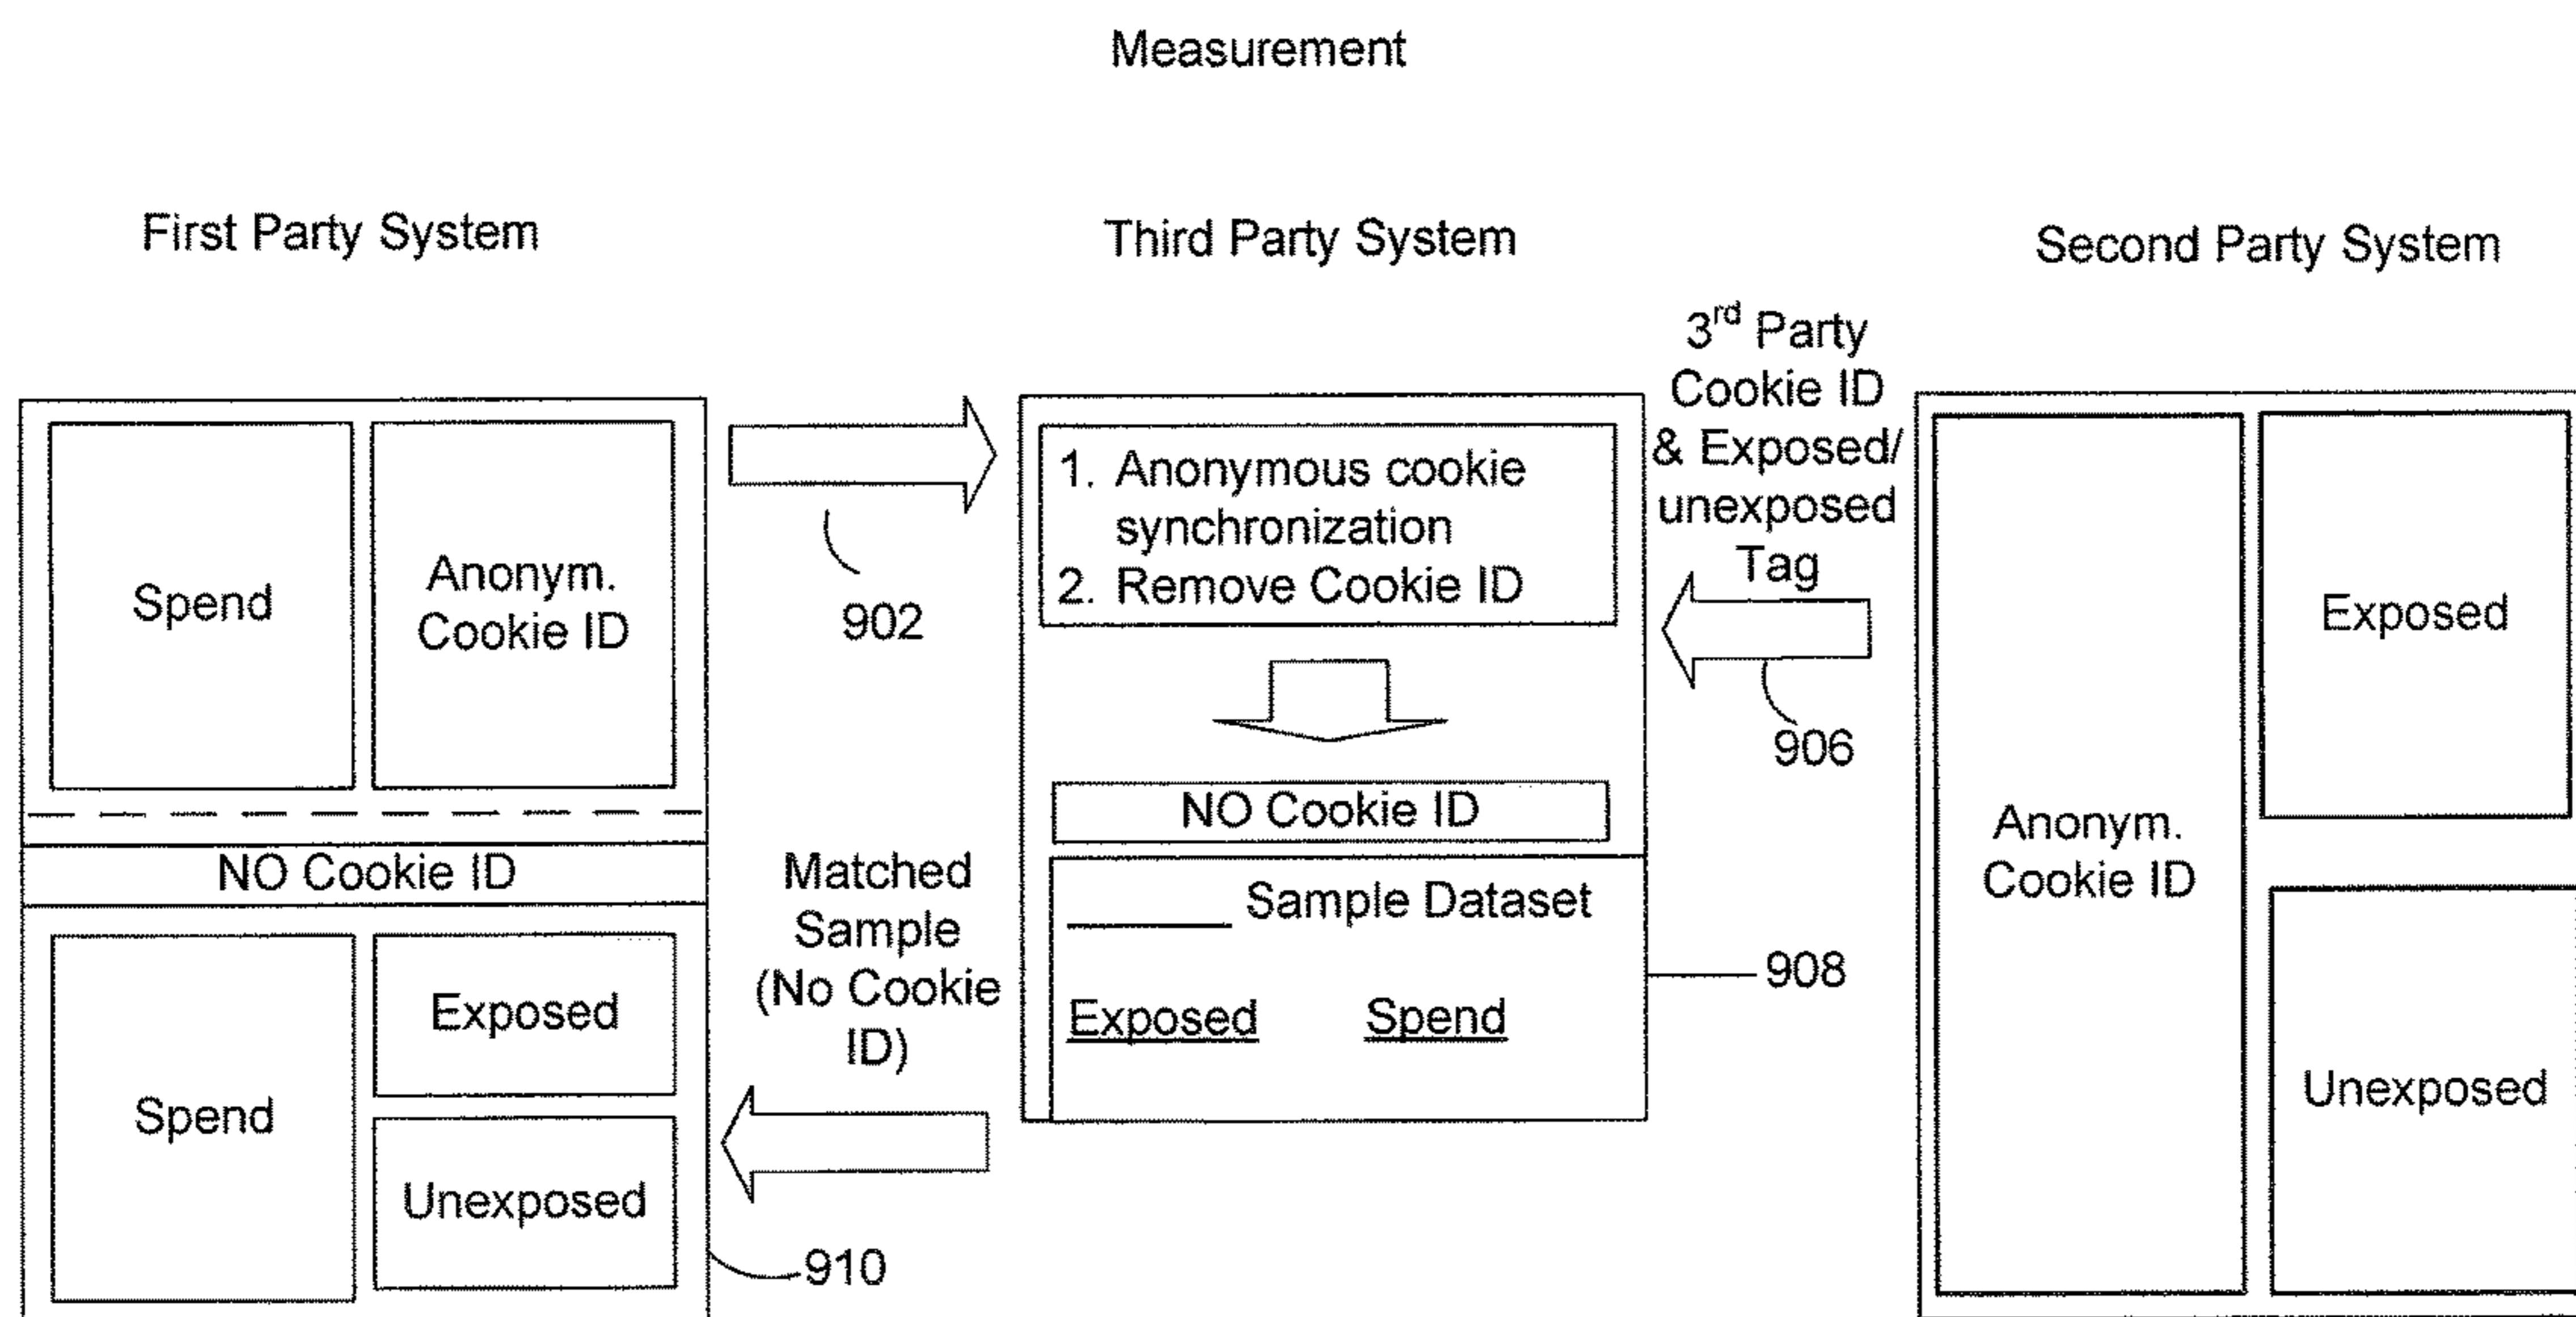 Measurement
First Party System
Third Party System
Second Party System
Spend
Anonym.
Cookie ID
902
1. Anonymous cookie
synchronization
2. Remove Cookie ID
3rd Party
Cookie ID
& Exposed/
unexposed
Tag
906
Anonym.
Cookie ID
Exposed
Unexposed
NO Cookie ID
Sample Dataset
Exposed Spend
908
Matched
Sample
(No Cookie
ID)
NO Cookie ID
Spend
Exposed
Unexposed
910